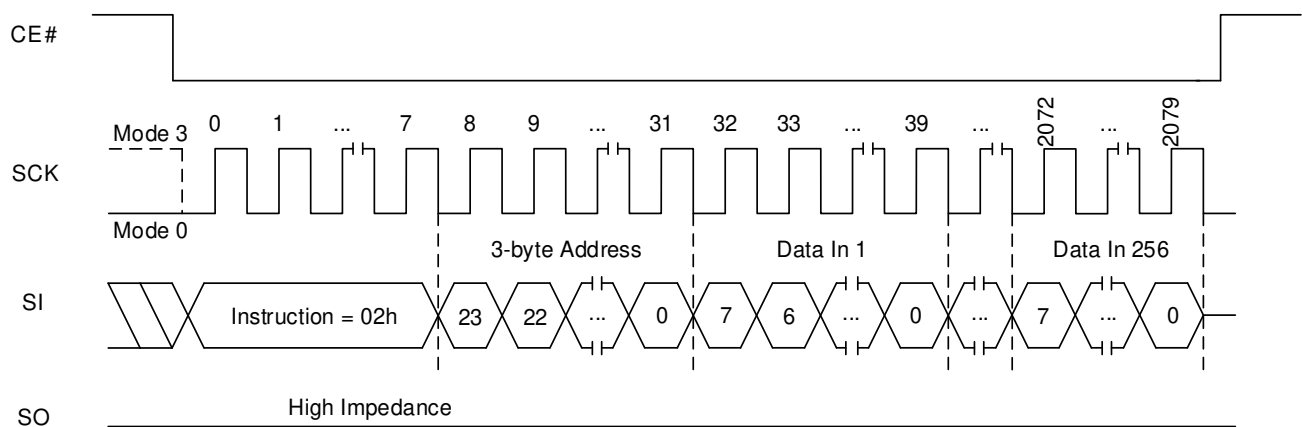 CE#
Mode 3
0 1 ... 7 8 9 ... 31 32 33 ... 39 ... 2072 ... 2079
SCK
Mode 0
3-byte Address Data In 1 Data In 256
SI
Instruction = 02h 23 22 ... 0 7 6 ... 0 ... 7 ... 0
High Impedance
SO